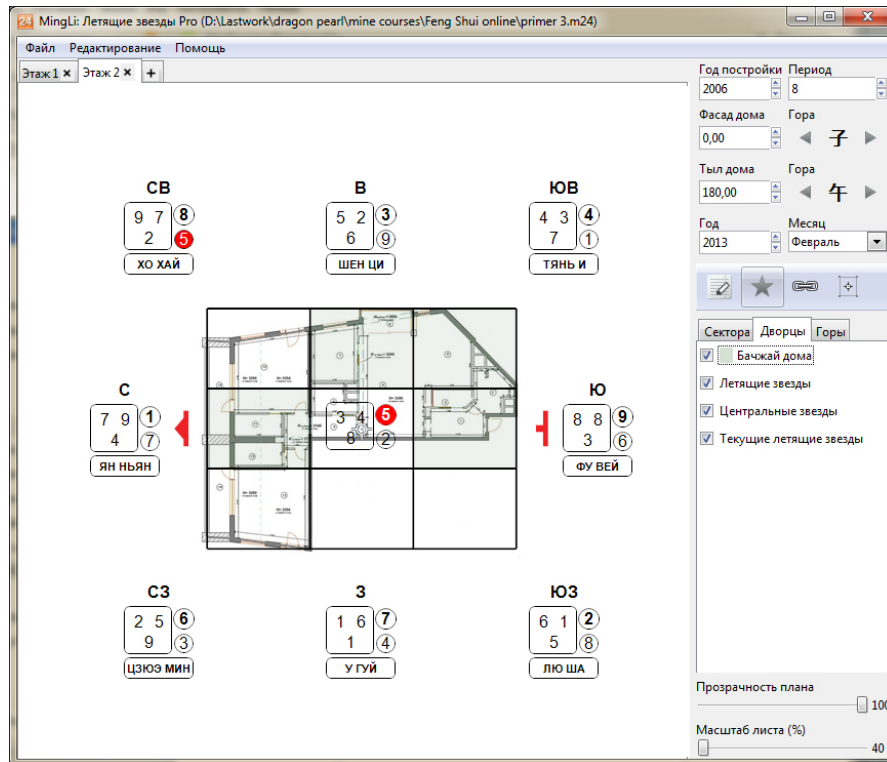 24 MingLi: Летящие звезды Pro (D:\Lastwork\dragon pearl\mine courses\Feng Shui online\primer 3.m24)
Файл Редактирование Помощь
Этаж 1 × Этаж 2 × +
Год постройки Период
2006 8
Фасад дома Гора
0,00 子
Тыл дома Гора
180,00 午
Год Месяц
2013 Февраль
Сектора Дворцы Горы
Бачжай дома
Летящие звезды
Центральные звезды
Текущие летящие звезды
Прозрачность плана
100
Масштаб листа (%)
40
СВ В ЮВ
9 7 8 5 2 3 4 3 4
2 5 6 9 7 1
ХО ХАЙ ШЕН ЦИ ТЯНЬ И
С Ю
7 9 1 3 4 5 8 8 9
4 7 8 2 3 6
ЯН НЬЯН ФУ ВЕЙ
СЗ З ЮЗ
2 5 6 1 6 7 6 1 2
9 3 1 4 5 8
ЦЗЮЭ МИН У ГУЙ ЛЮ ША